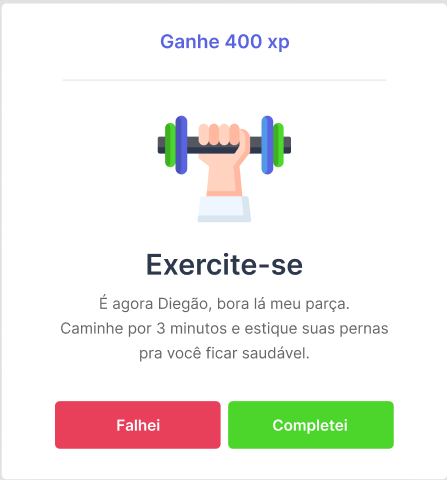 Ganhe 400 xp
Exercite-se
É agora Diegão, bora lá meu parça.
Caminhe por 3 minutos e estique suas pernas
pra você ficar saudável.
Falhei
Completei